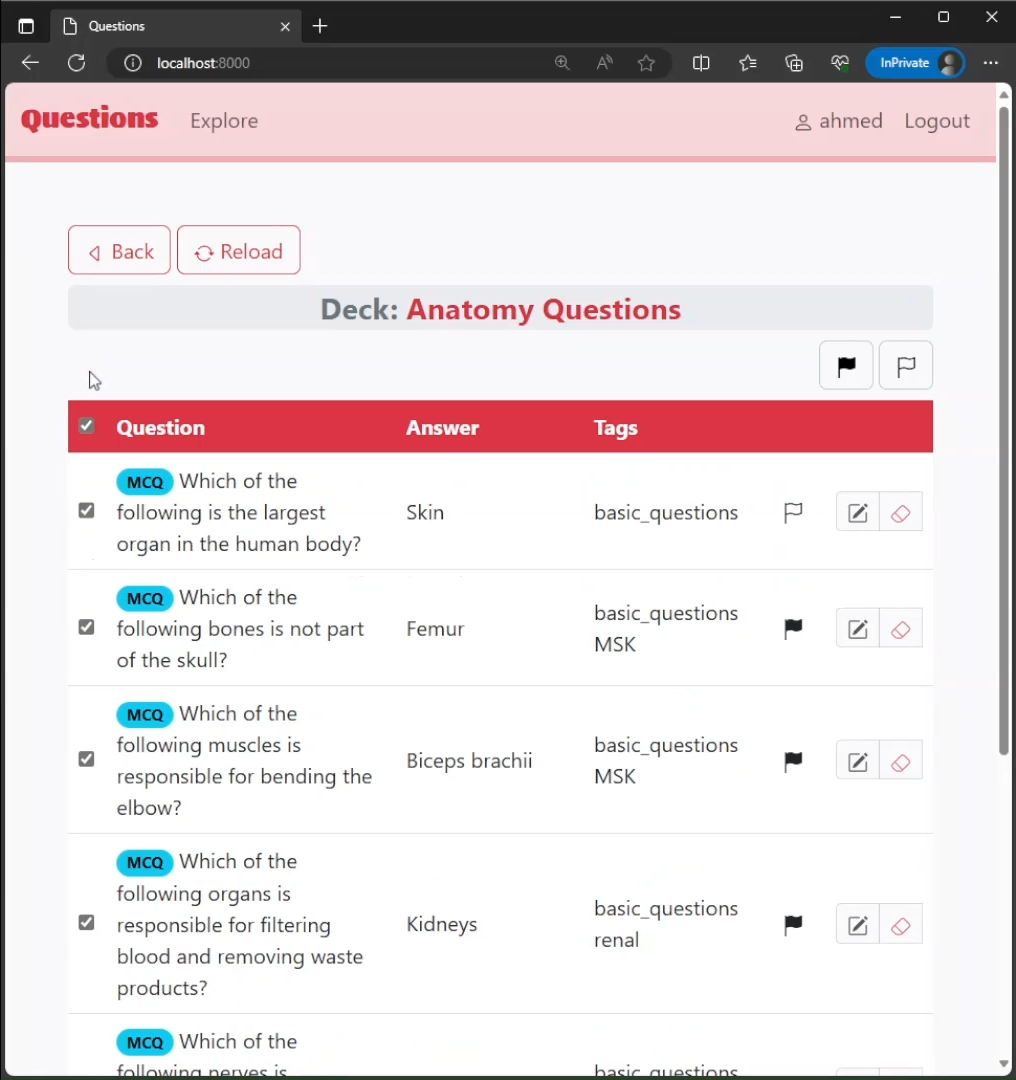 Questions
localhost:8000
InPrivate
Questions Explore ahmed Logout
Back Reload
Deck: Anatomy Questions
Question Answer Tags
MCQ Which of the
following is the largest
organ in the human body?
Skin
basic_questions
MCQ Which of the
following bones is not part
of the skull?
Femur
basic_questions
MSK
MCQ Which of the
following muscles is
responsible for bending the
elbow?
Biceps brachii
basic_questions
MSK
MCQ Which of the
following organs is
responsible for filtering
blood and removing waste
products?
Kidneys
basic_questions
renal
MCQ Which of the
following nerves is
basic_questions